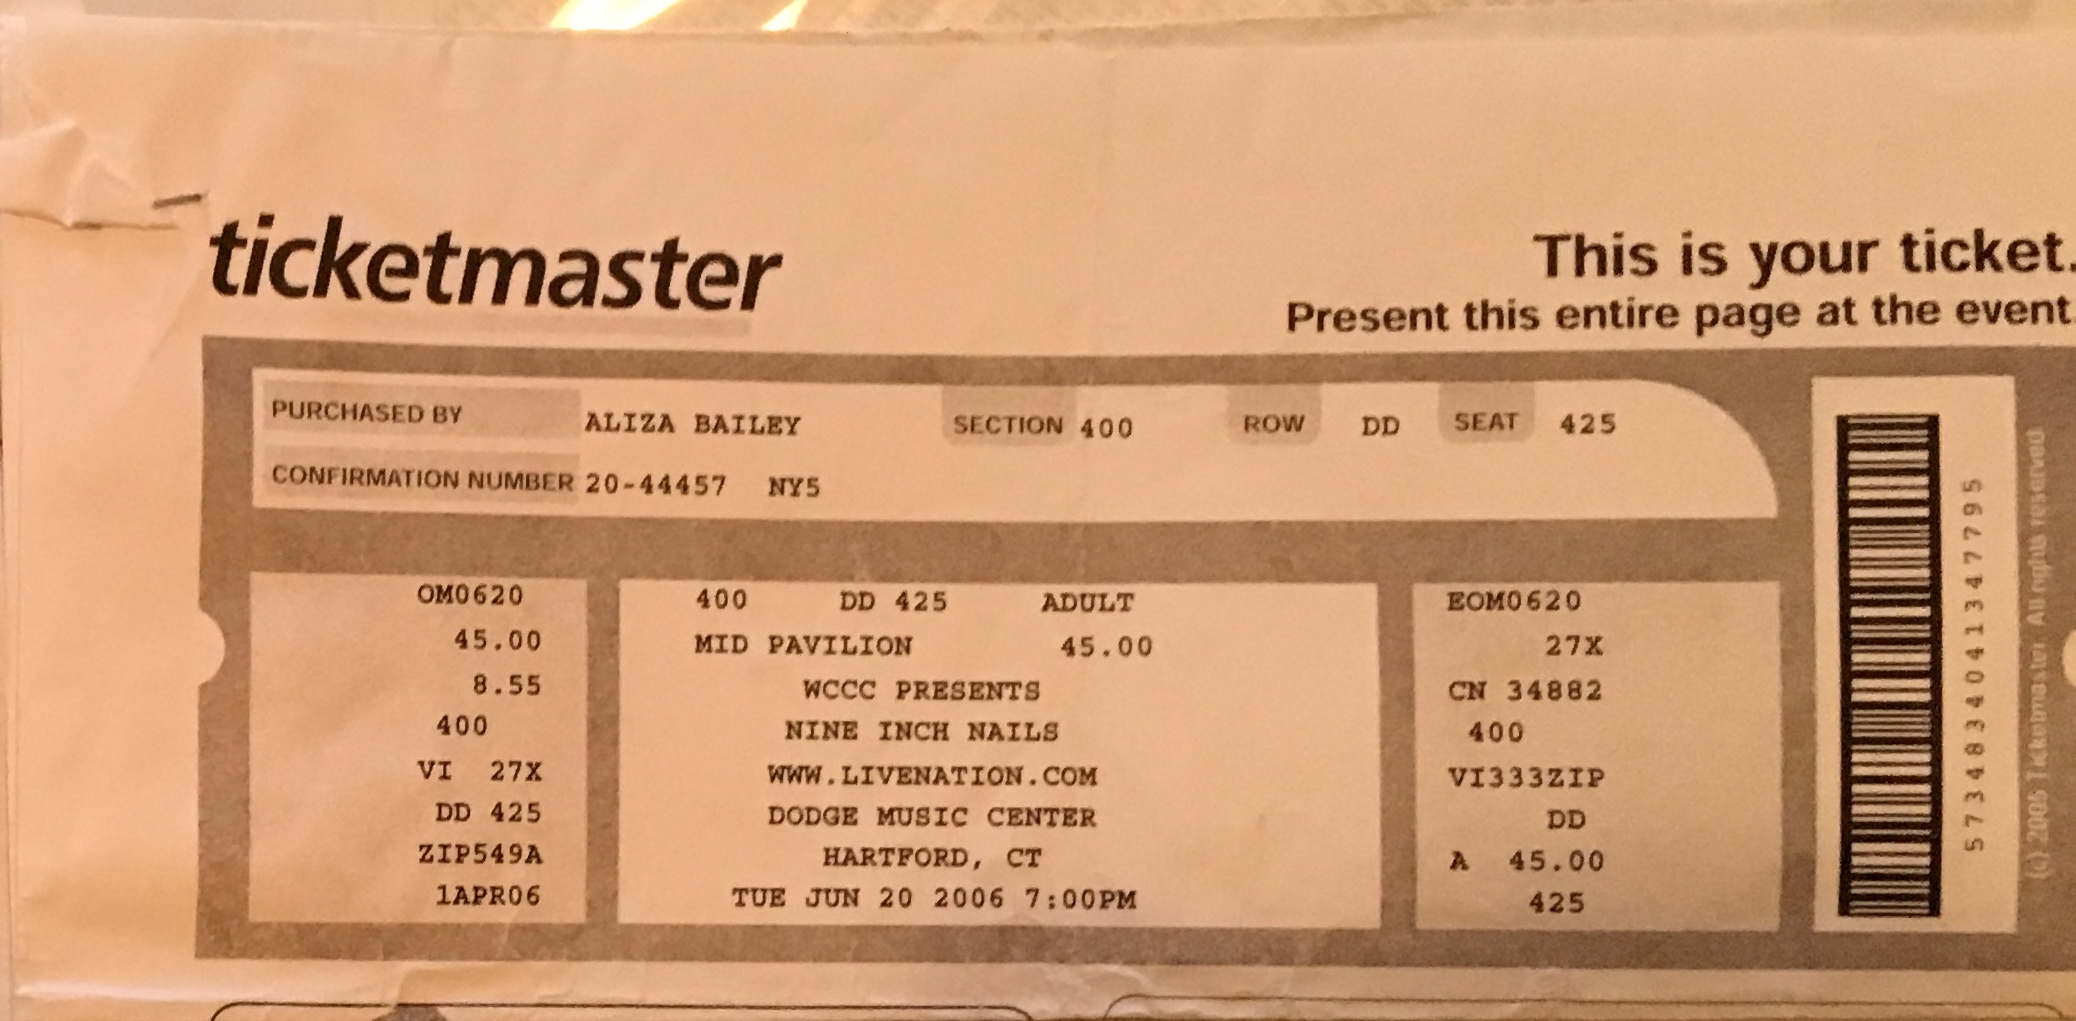 ticketmaster
This is your ticket.
Present this entire page at the event.
PURCHASED BY ALIZA BAILEY SECTION 400 ROW DD SEAT 425
CONFIRMATION NUMBER 20-44457 NY5
OM0620
45.00
8.55
400
VI 27X
DD 425
ZIP549A
1APR06
400 DD 425 ADULT
MID PAVILION 45.00
WCCC PRESENTS
NINE INCH NAILS
WWW.LIVENATION.COM
DODGE MUSIC CENTER
HARTFORD, CT
TUE JUN 20 2006 7:00PM
EOM0620
27X
CN 34882
400
VI333ZIP
DD
A 45.00
425
5734834041347795
(c) 2006 Ticketmaster. All rights reserved